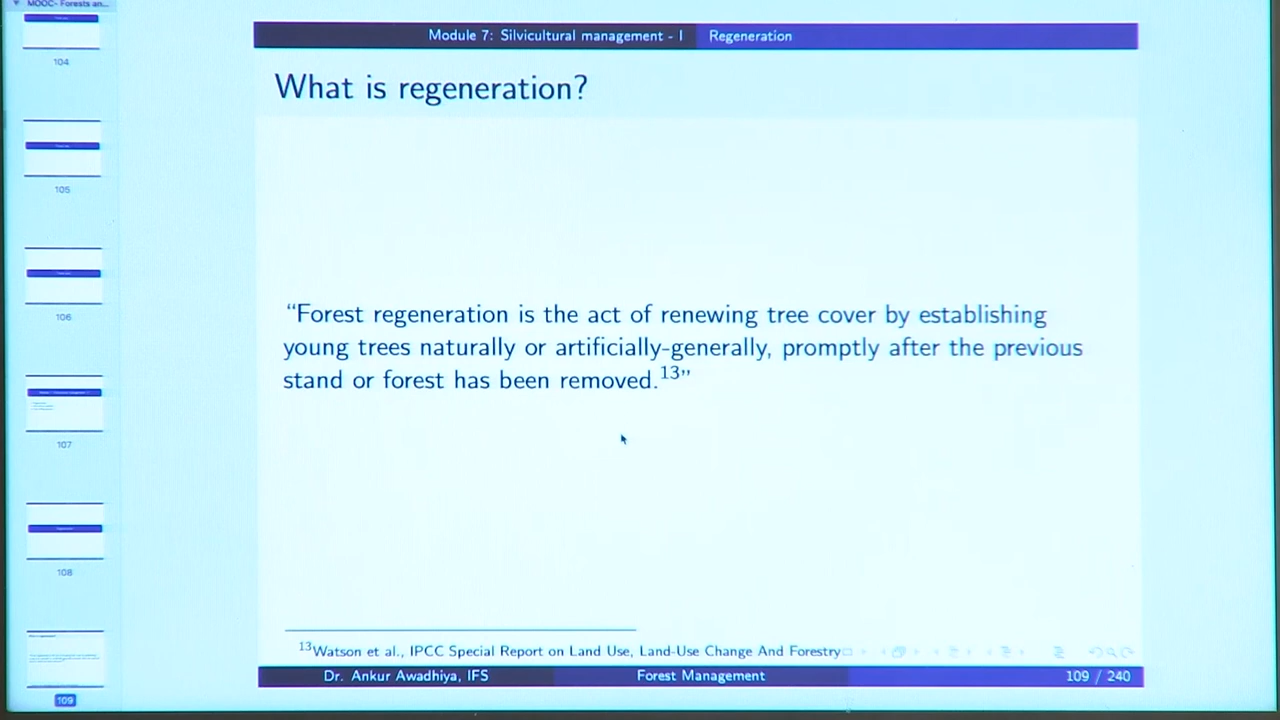 MOOC- Forests an...
104
105
106
107
108
109
Module 7: Silvicultural management - I Regeneration
What is regeneration?
“Forest regeneration is the act of renewing tree cover by establishing
young trees naturally or artificially-generally, promptly after the previous
stand or forest has been removed.13”
13Watson et al., IPCC Special Report on Land Use, Land-Use Change And Forestry
Dr. Ankur Awadhiya, IFS Forest Management 109 / 240